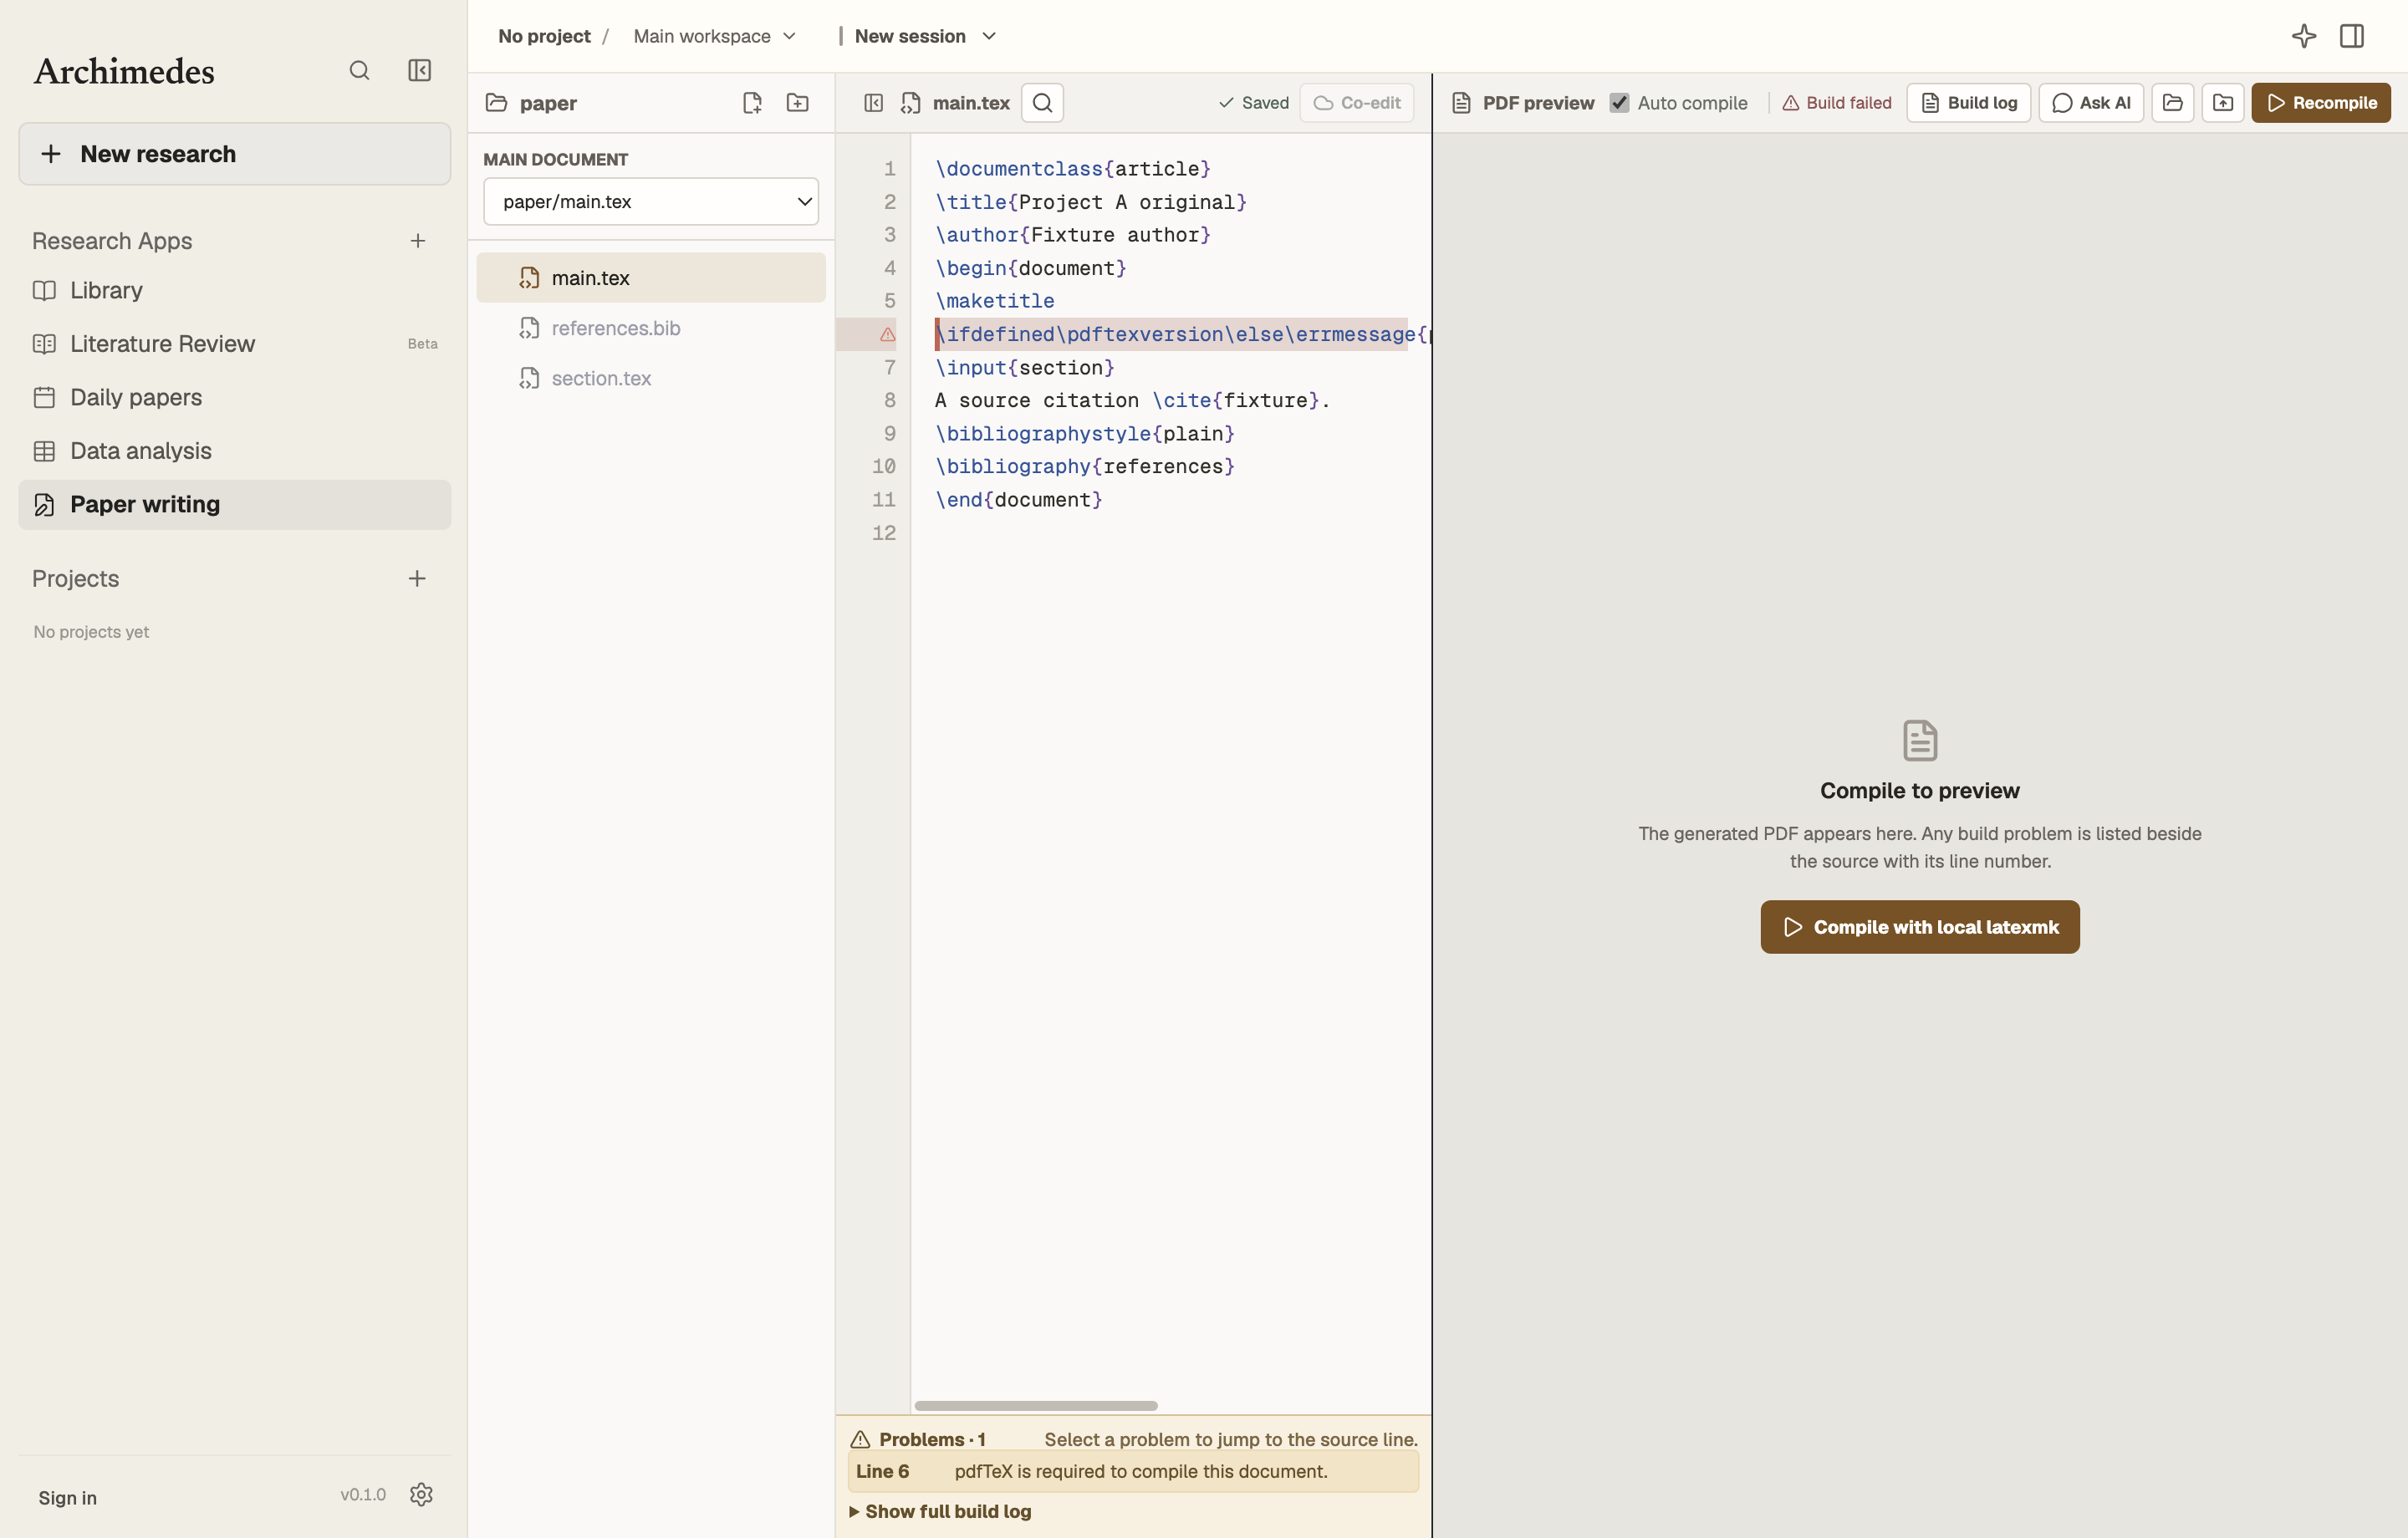 Archimedes
New research
Research Apps
Library
Literature Review Beta
Daily papers
Data analysis
Paper writing
Projects
No projects yet
Sign in v0.1.0
No project / Main workspace New session
paper
MAIN DOCUMENT
paper/main.tex
main.tex
references.bib
section.tex
main.tex Saved Co-edit
1 \documentclass{article}
2 \title{Project A original}
3 \author{Fixture author}
4 \begin{document}
5 \maketitle
\ifdefined\pdftexversion\else\errmessage{
7 \input{section}
8 A source citation \cite{fixture}.
9 \bibliographystyle{plain}
10 \bibliography{references}
11 \end{document}
12
Problems · 1 Select a problem to jump to the source line.
Line 6 pdfTeX is required to compile this document.
Show full build log
PDF preview Auto compile Build failed Build log Ask AI Recompile
Compile to preview
The generated PDF appears here. Any build problem is listed beside
the source with its line number.
Compile with local latexmk